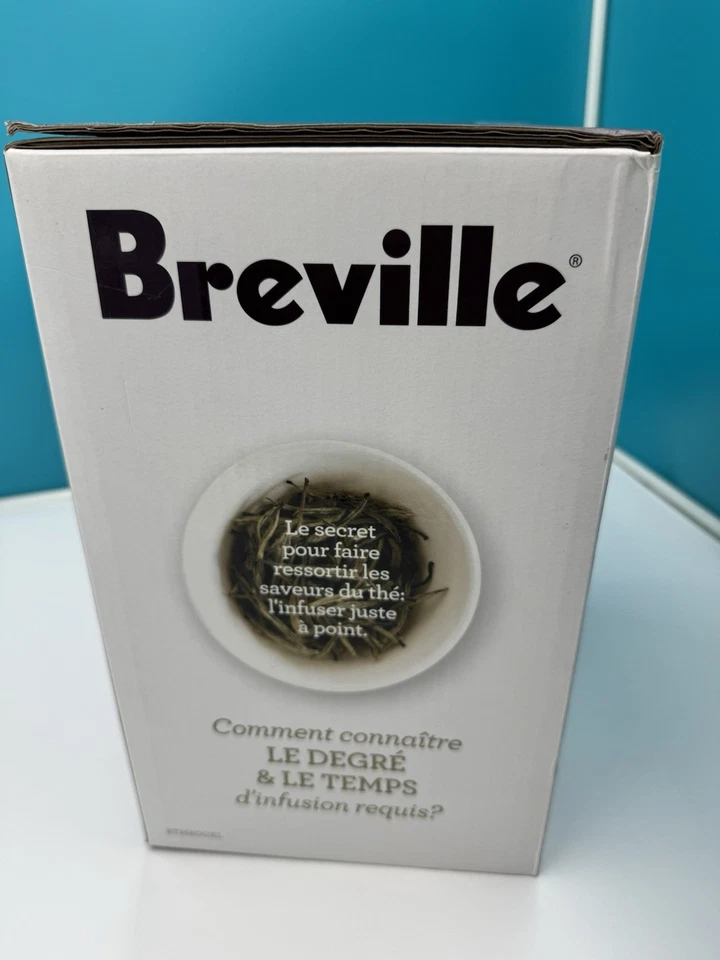 Breville®
Le secret
pour faire
ressortir les
saveurs du thé:
l'infuser juste
à point.
Comment connaître
LE DEGRÉ
& LE TEMPS
d'infusion requis?